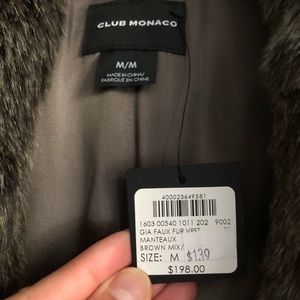 CLUB MONACO
M/M
MADE IN CHINA/
FABRIQUÉ EN CHINE
400023649581
1603 00540 1011 202 9002
GIA FAUX FUR VEST
MANTEAUX
BROWN MIX/
SIZE: M $139
$198.00